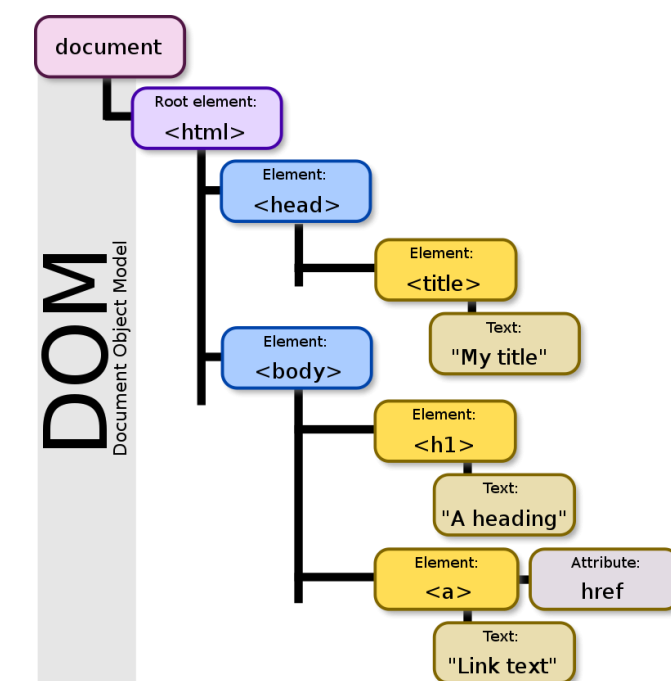 document
Root element:
<html>
Element:
<head>
Element:
<title>
Text:
"My title"
DOM
Document Object Model
Element:
<body>
Element:
<h1>
Text:
"A heading"
Element:
<a>
Attribute:
href
Text:
"Link text"